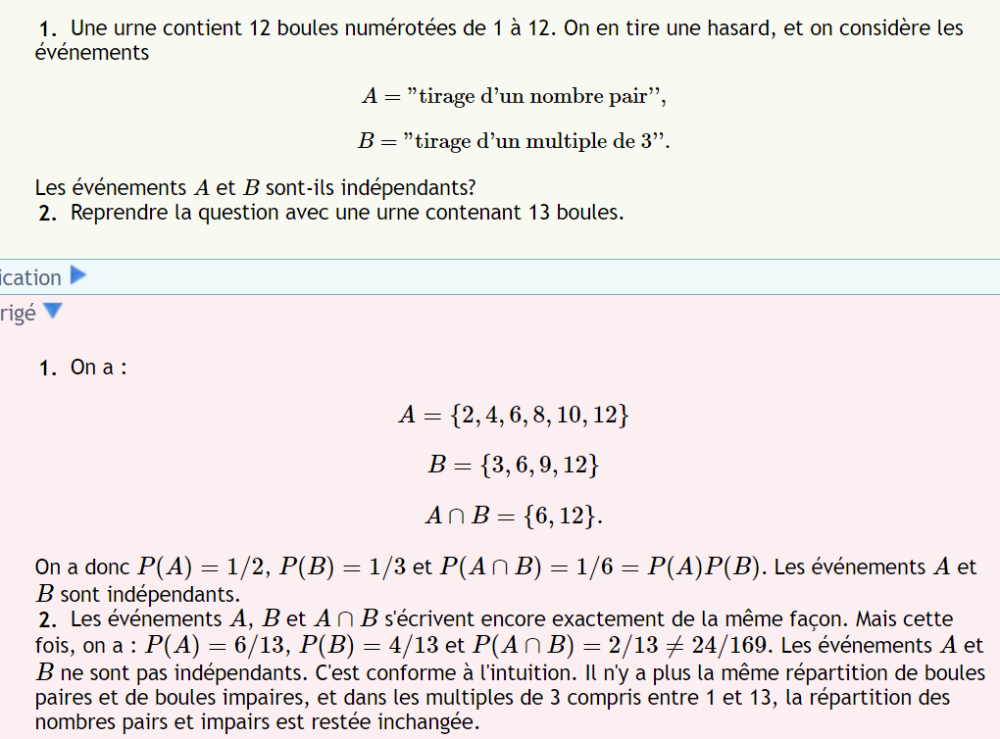 1. Une urne contient 12 boules numérotées de 1 à 12. On en tire une hasard, et on considère les
événements
A = ”tirage d’un nombre pair’’,
B = ”tirage d’un multiple de 3’’.
Les événements A et B sont-ils indépendants?
2. Reprendre la question avec une urne contenant 13 boules.
ication
rigé
1. On a :
A = {2, 4, 6, 8, 10, 12}
B = {3, 6, 9, 12}
A ∩ B = {6, 12}.
On a donc P(A) = 1/2, P(B) = 1/3 et P(A ∩ B) = 1/6 = P(A)P(B). Les événements A et
B sont indépendants.
2. Les événements A, B et A ∩ B s'écrivent encore exactement de la même façon. Mais cette
fois, on a : P(A) = 6/13, P(B) = 4/13 et P(A ∩ B) = 2/13 ≠ 24/169. Les événements A et
B ne sont pas indépendants. C'est conforme à l'intuition. Il n'y a plus la même répartition de boules
paires et de boules impaires, et dans les multiples de 3 compris entre 1 et 13, la répartition des
nombres pairs et impairs est restée inchangée.